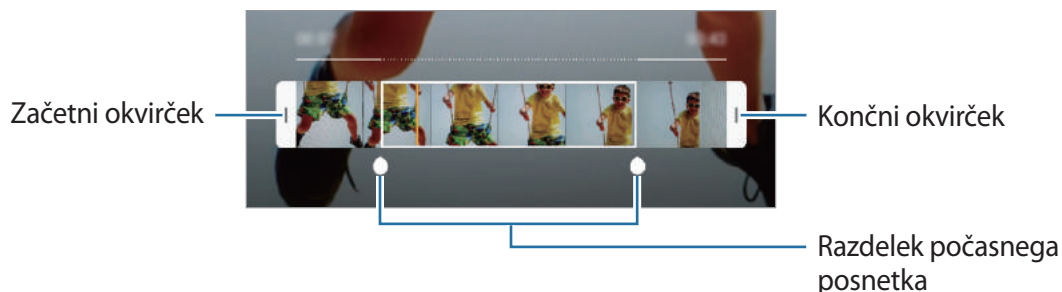 Začetni okvirček
Končni okvirček
Razdelek počasnega
posnetka